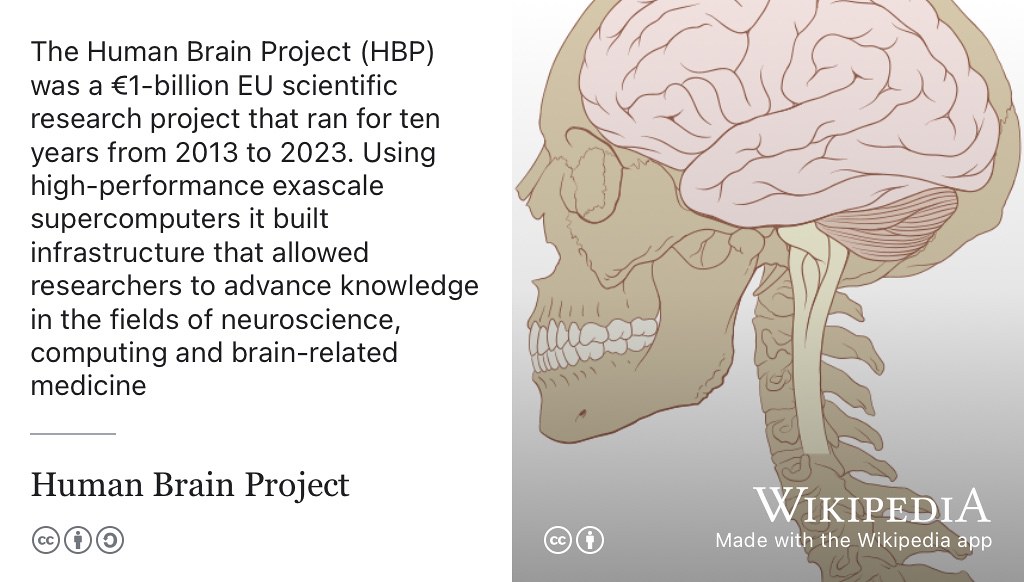 The Human Brain Project (HBP)
was a €1-billion EU scientific
research project that ran for ten
years from 2013 to 2023. Using
high-performance exascale
supercomputers it built
infrastructure that allowed
researchers to advance knowledge
in the fields of neuroscience,
computing and brain-related
medicine
Human Brain Project
cc
cc
WIKIPEDIA
Made with the Wikipedia app